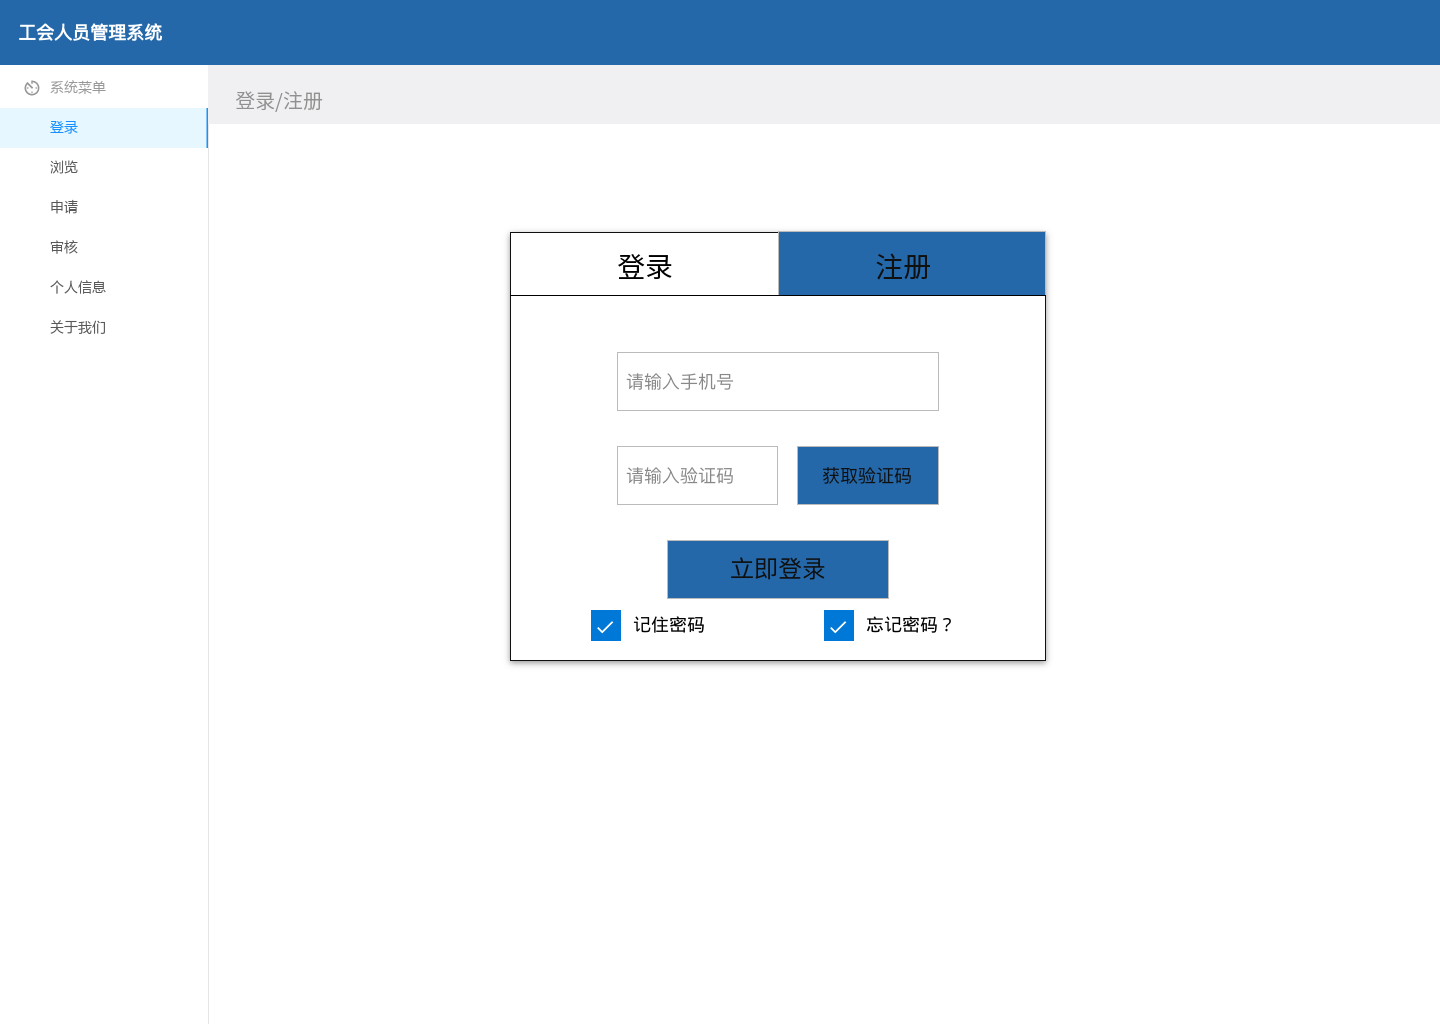 工会人员管理系统
系统菜单
登录
浏览
申请
审核
个人信息
关于我们
登录/注册
登录
注册
请输入手机号
请输入验证码
获取验证码
立即登录
记住密码
忘记密码？